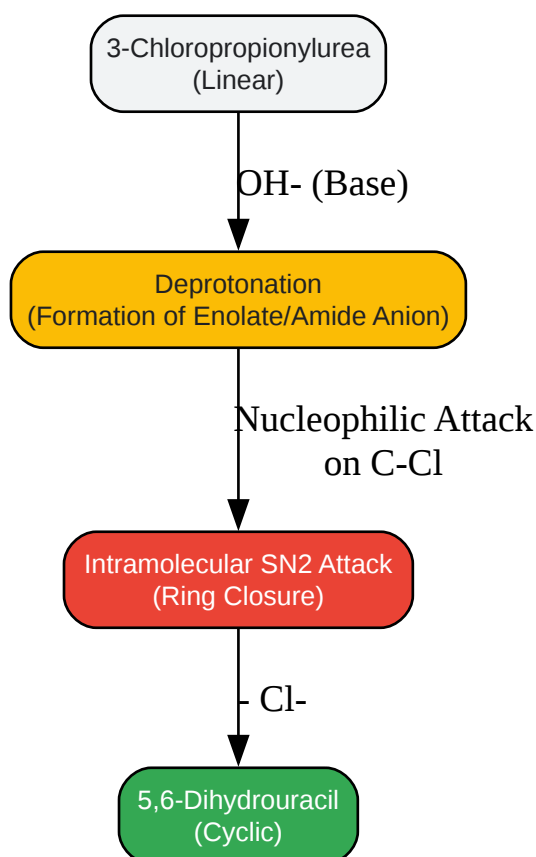 3-Chloropropionylurea
(Linear)
OH- (Base)
Deprotonation
(Formation of Enolate/Amide Anion)
Nucleophilic Attack
on C-Cl
Intramolecular SN2 Attack
(Ring Closure)
- Cl-
5,6-Dihydrouracil
(Cyclic)